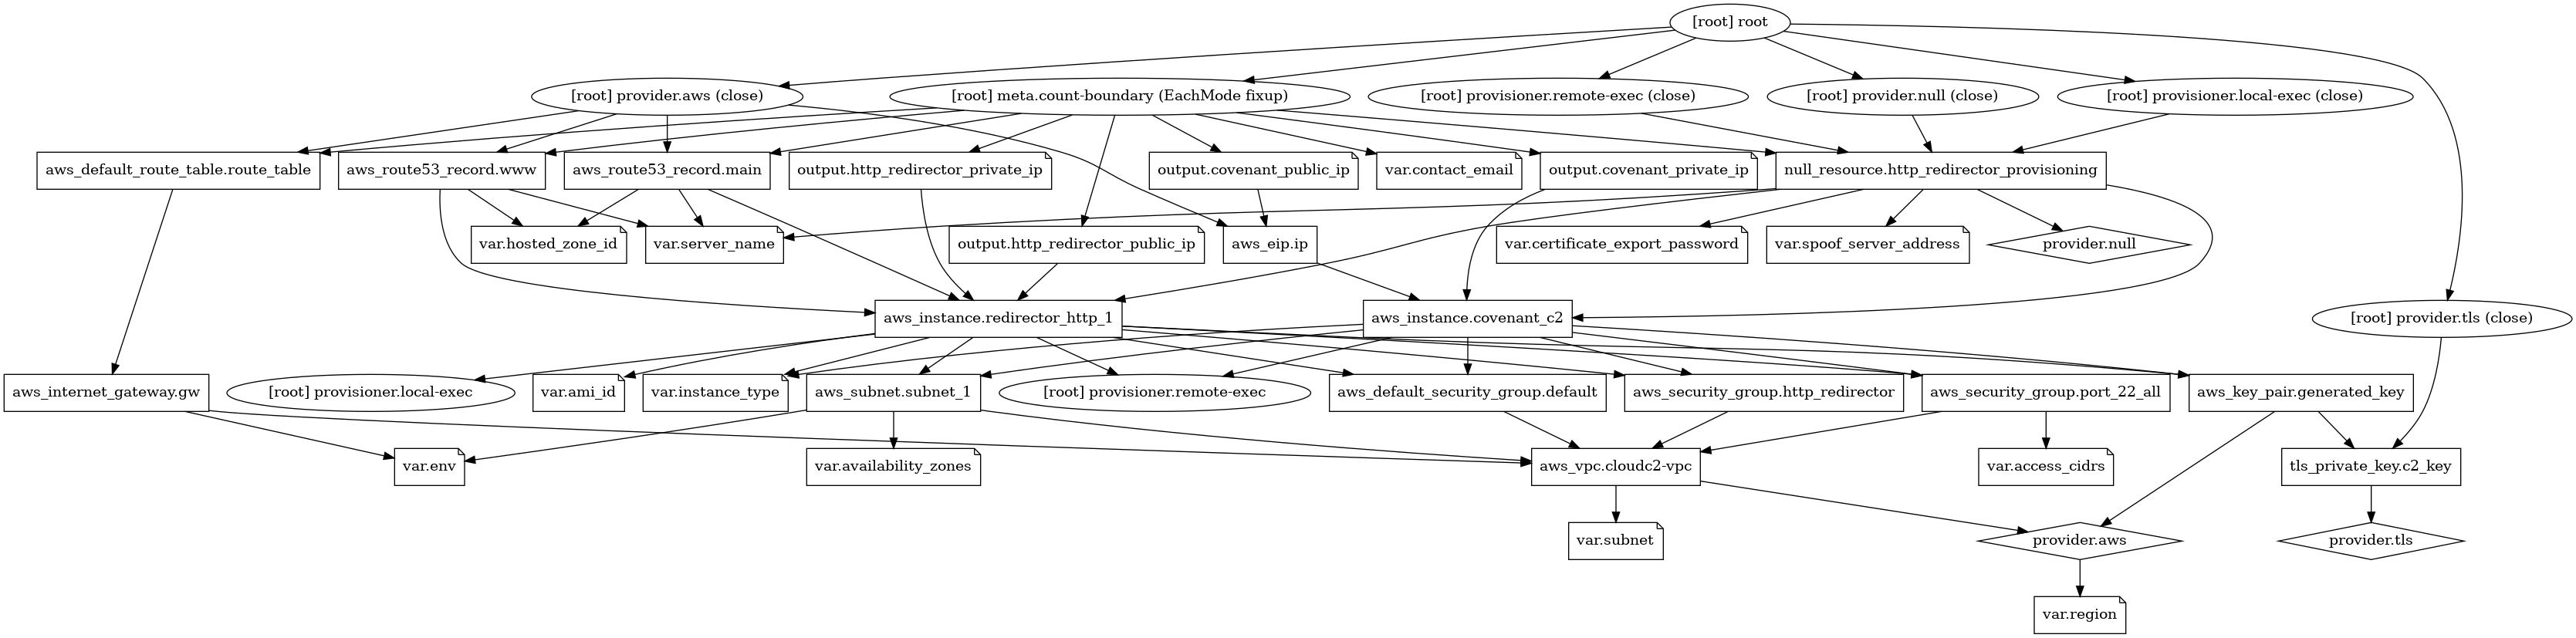 [root] root
[root] provider.aws (close)
[root] meta.count-boundary (EachMode fixup)
[root] provisioner.remote-exec (close)
[root] provider.null (close)
[root] provisioner.local-exec (close)
aws_default_route_table.route_table
aws_route53_record.www
aws_route53_record.main
output.http_redirector_private_ip
output.covenant_public_ip
var.contact_email
output.covenant_private_ip
null_resource.http_redirector_provisioning
var.hosted_zone_id
var.server_name
output.http_redirector_public_ip
aws_eip.ip
var.certificate_export_password
var.spoof_server_address
provider.null
aws_instance.redirector_http_1
aws_instance.covenant_c2
[root] provider.tls (close)
aws_internet_gateway.gw
[root] provisioner.local-exec
var.ami_id
var.instance_type
aws_subnet.subnet_1
[root] provisioner.remote-exec
aws_default_security_group.default
aws_security_group.http_redirector
aws_security_group.port_22_all
aws_key_pair.generated_key
var.env
var.availability_zones
aws_vpc.cloudc2-vpc
var.access_cidrs
tls_private_key.c2_key
var.subnet
provider.aws
provider.tls
var.region